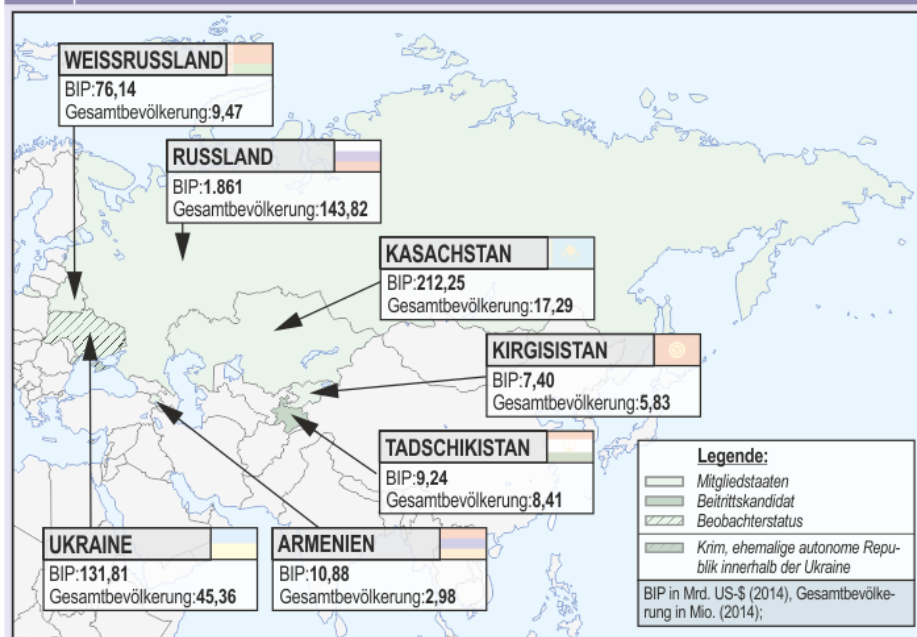 WEISSRUSSLAND
BIP:76,14
Gesamtbevölkerung:9,47
RUSSLAND
BIP:1.861
Gesamtbevölkerung:143,82
KASACHSTAN
BIP:212,25
Gesamtbevölkerung:17,29
KIRGISISTAN
BIP:7,40
Gesamtbevölkerung:5,83
TADSCHIKISTAN
BIP:9,24
Gesamtbevölkerung:8,41
UKRAINE
BIP:131,81
Gesamtbevölkerung:45,36
ARMENIEN
BIP:10,88
Gesamtbevölkerung:2,98
Legende:
Mitgliedstaaten
Beitrittskandidat
Beobachterstatus
Krim, ehemalige autonome Repu-
blik innerhalb der Ukraine
BIP in Mrd. US-$ (2014), Gesamtbevölke-
rung in Mio. (2014);